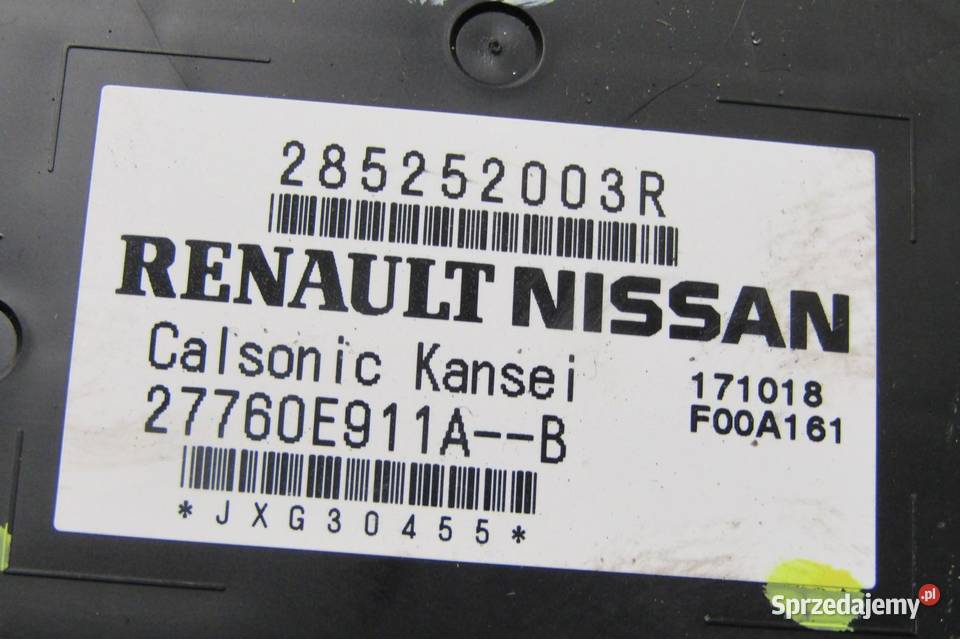 285252003R
RENAULT NISSAN
Calsonic Kansei
27760E911A--B
171018
F00A161
*JXG30455*
Sprzedajemy.pl